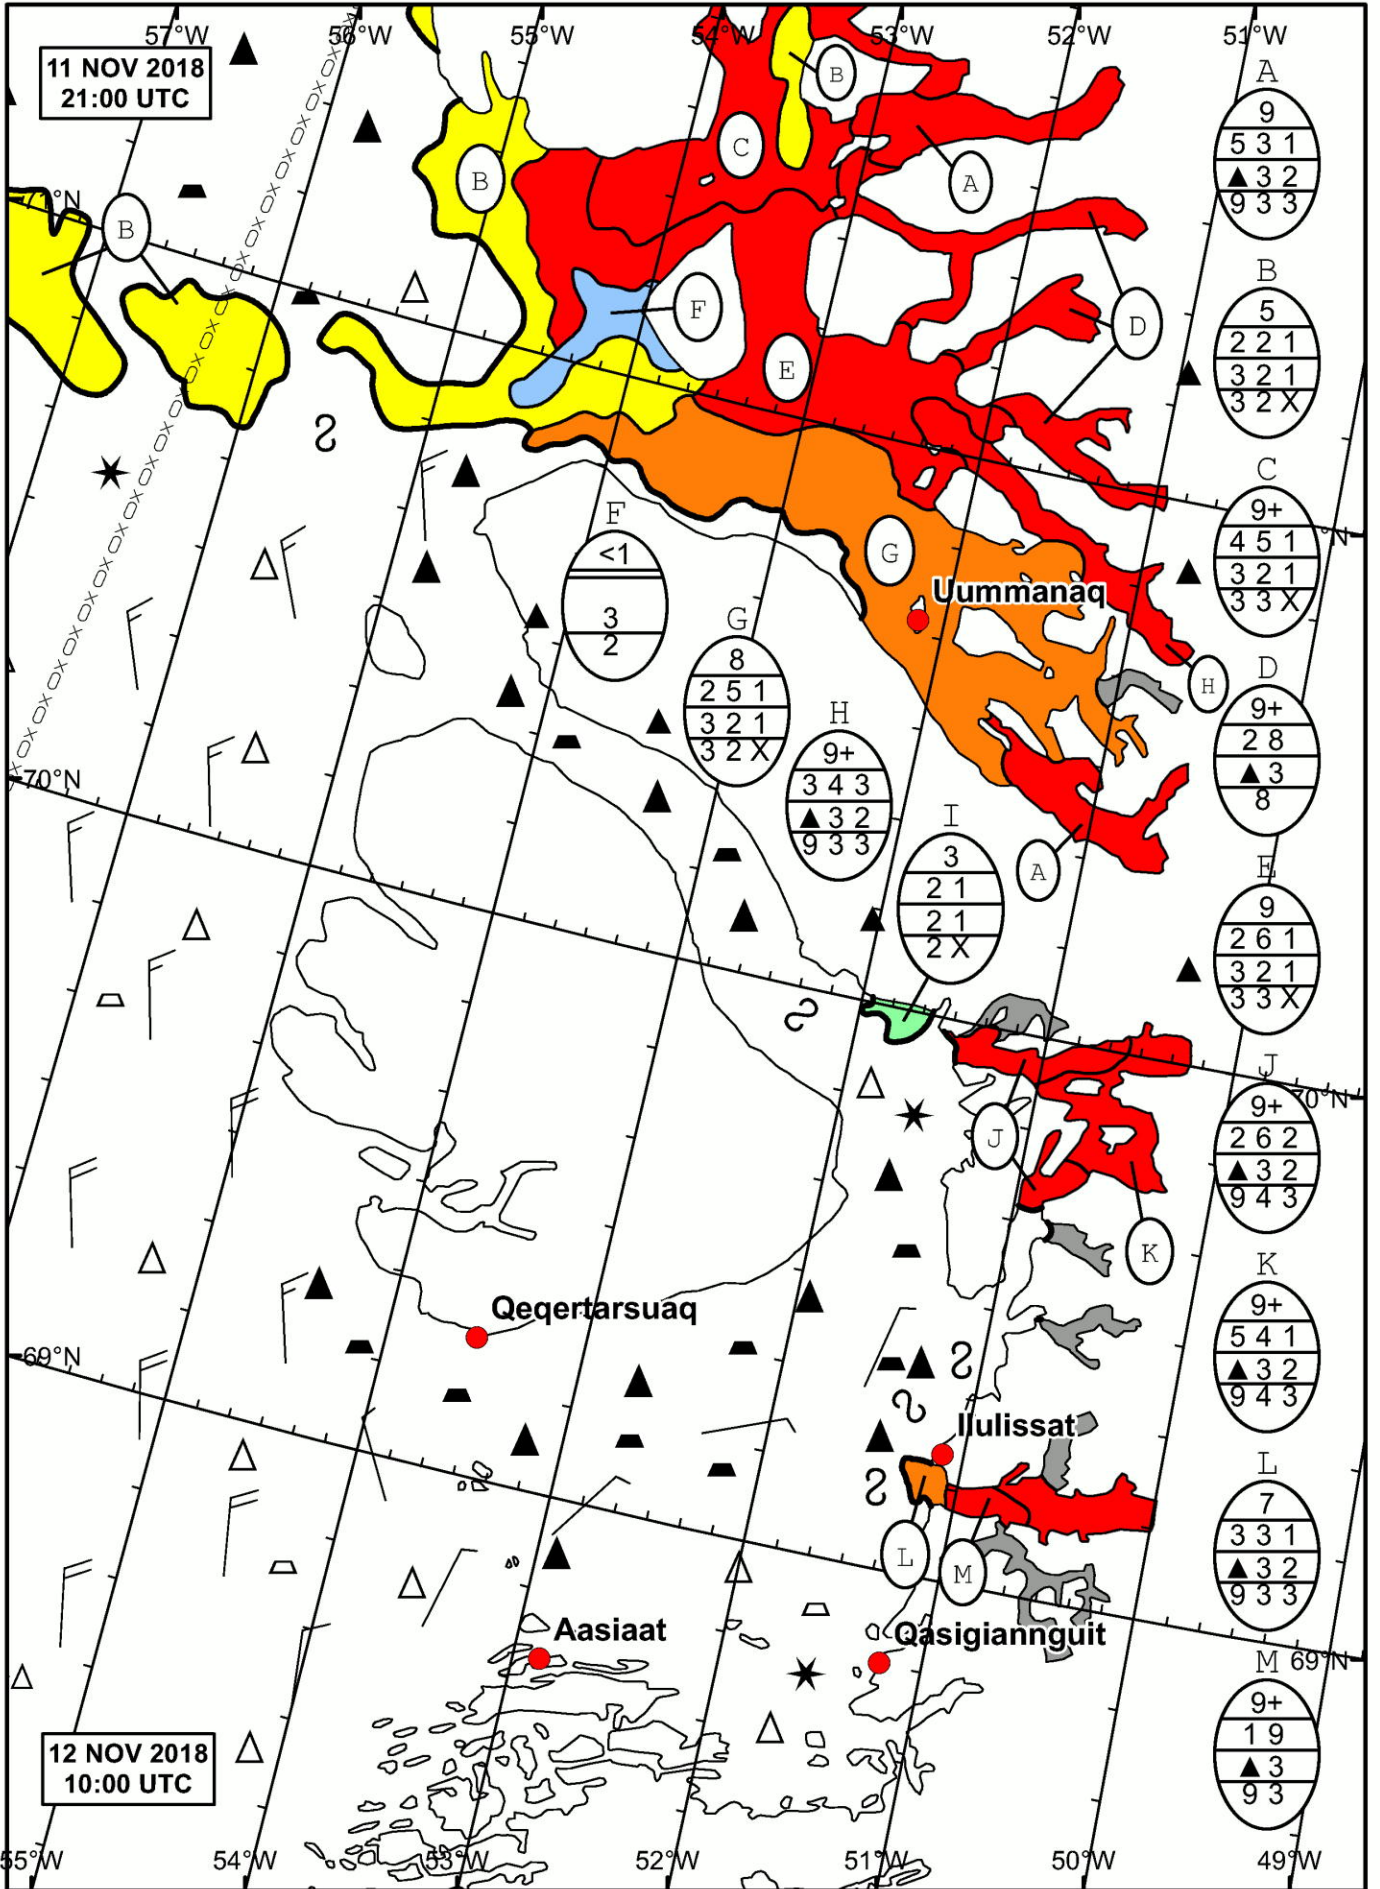 57°W 56°W 55°W 54°W 53°W 52°W 51°W
11 NOV 2018
21:00 UTC
A
9
5 3 1
▲ 3 2
9 3 3
B
5
2 2 1
3 2 1
3 2 X
C
9+
4 5 1
3 2 1
3 3 X
D
9+
2 8
▲ 3
8
E
9
2 6 1
3 2 1
3 3 X
J
9+
2 6 2
▲ 3 2
9 4 3
K
9+
5 4 1
▲ 3 2
9 4 3
L
7
3 3 1
▲ 3 2
9 3 3
M
9+
1 9
▲ 3
9 3
F
<1
3
2
G
8
2 5 1
3 2 1
3 2 X
H
9+
3 4 3
▲ 3 2
9 3 3
I
3
2 1
2 1
2 X
B
B
B
C
A
D
F
E
G
H
A
J
K
L
M
71°N
70°N
69°N
70°N
69°N
Uummanaq
Qeqertarsuaq
Ilulissat
Aasiaat
Qasigiannguit
12 NOV 2018
10:00 UTC
55°W 54°W 53°W 52°W 51°W 50°W 49°W